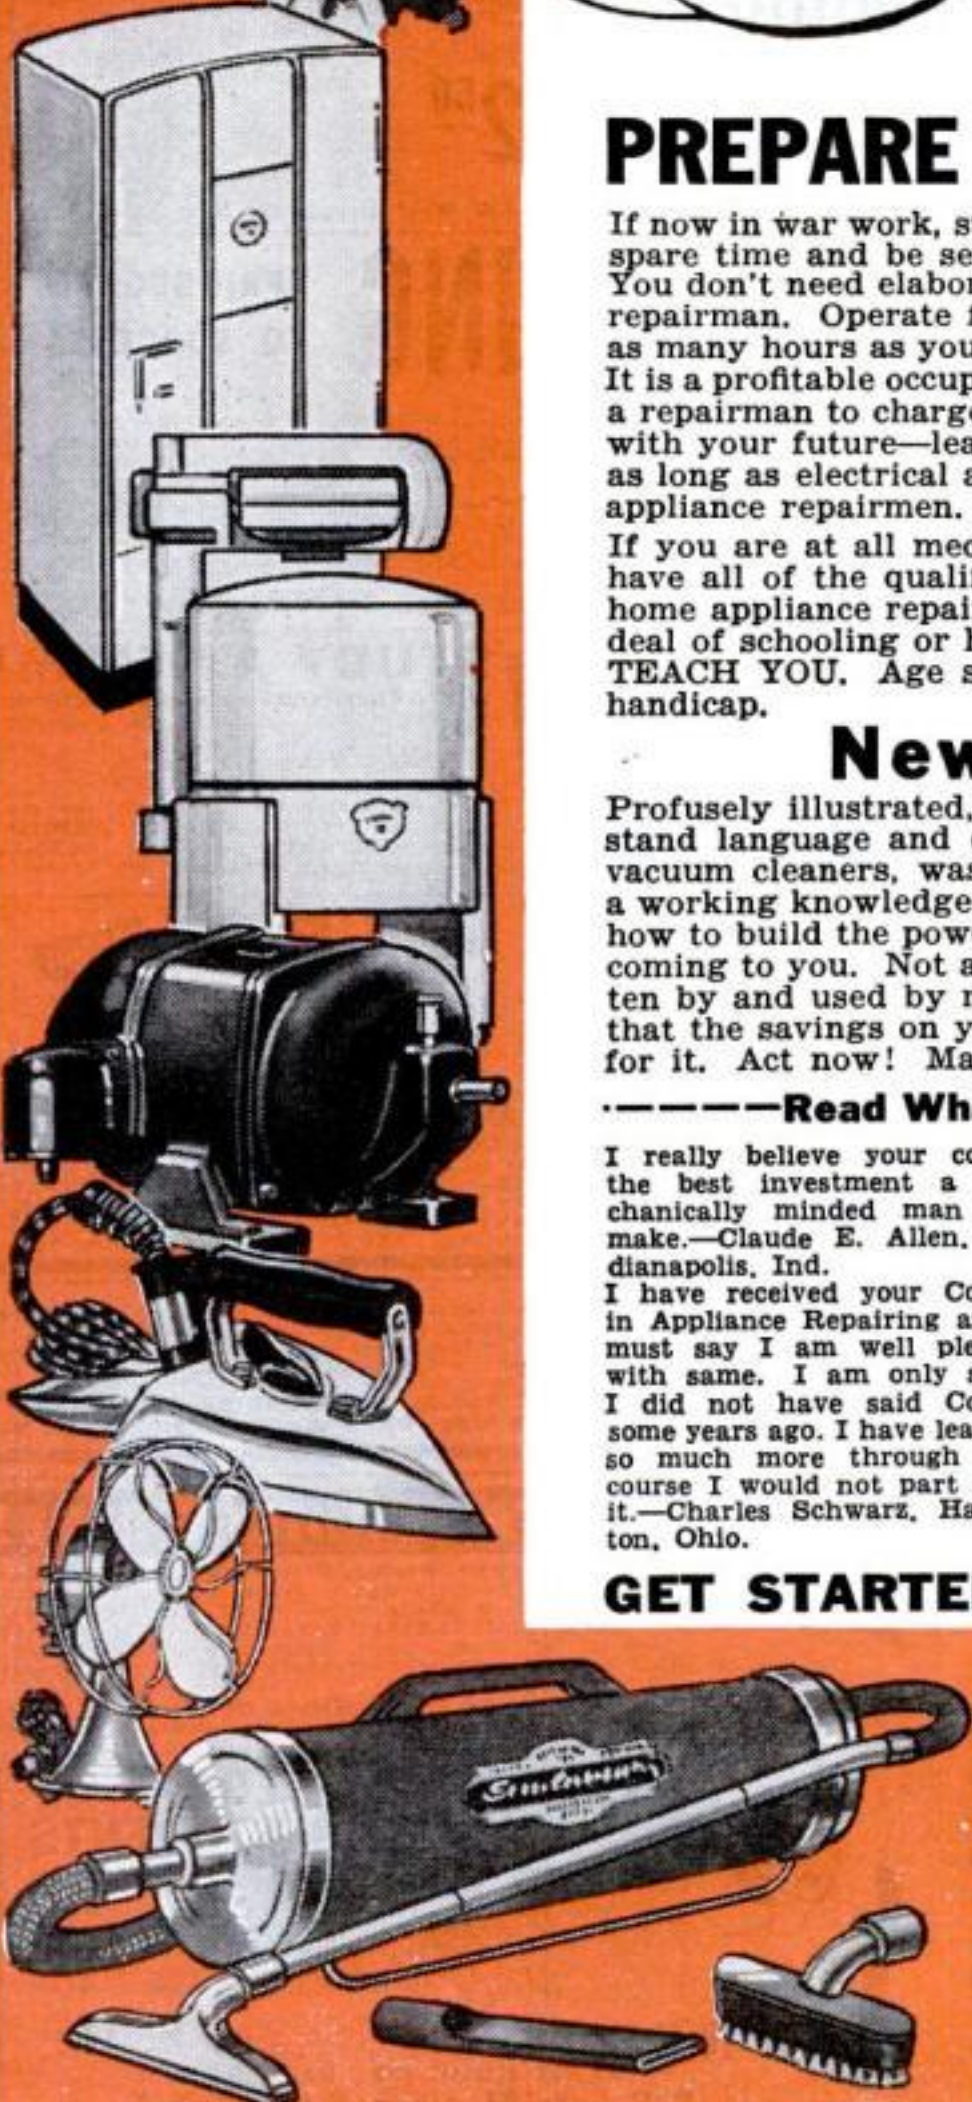 PREPARE
If now in war work, s
spare time and be se
You don't need elabor
repairman. Operate f
as many hours as you
It is a profitable occup
a repairman to charge
with your future—lea
as long as electrical a
appliance repairmen.
If you are at all mec
have all of the qualif
home appliance repai
deal of schooling or h
TEACH YOU. Age s
handicap.
New
Profusely illustrated,
stand language and
vacuum cleaners, was
a working knowledge
how to build the powe
coming to you. Not a
ten by and used by
that the savings on y
for it. Act now! Ma
-----Read Wh
I really believe your co
the best investment a
chanically minded man
make.—Claude E. Allen,
dianapolis, Ind.
I have received your Co
in Appliance Repairing a
must say I am well ple
with same. I am only s
I did not have said Co
some years ago. I have lea
so much more through
course I would not part
it.—Charles Schwarz, Ha
ton, Ohio.
GET STARTE